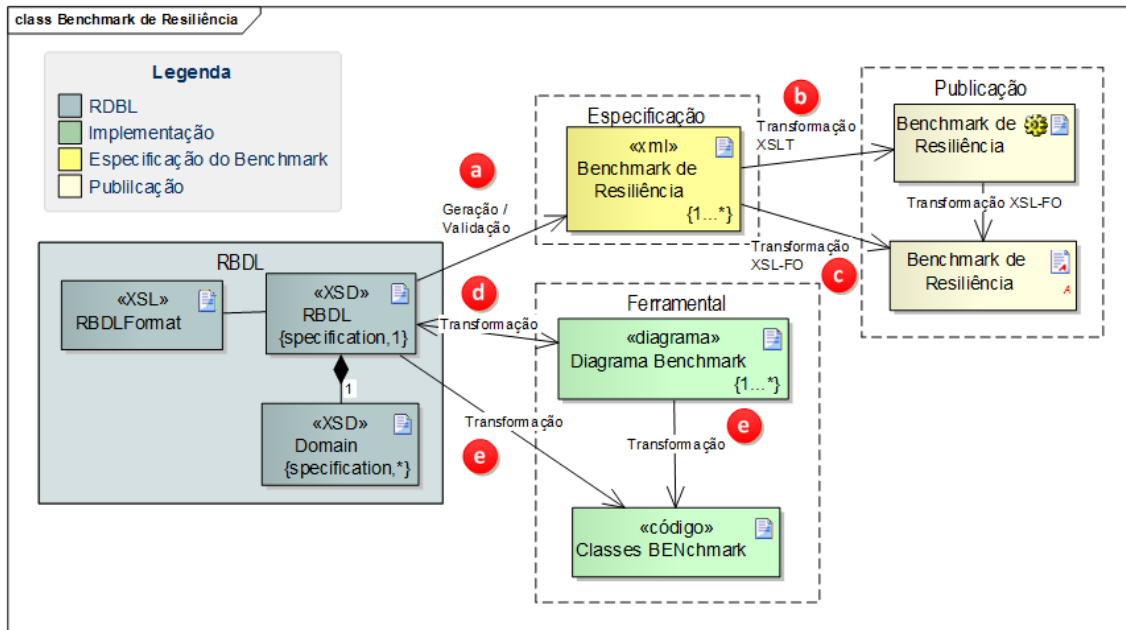 class Benchmark de Resiliência
Legenda
RDBL
Implementação
Especificação do Benchmark
Publilcação
Especificação
«xml»
Benchmark de
Resiliência
{1...*}
a
Geração /
Validação
b
Transformação
XSLT
Publicação
Benchmark de
Resiliência
Transformação XSL-FO
Transformação
XSL-FO
c
Benchmark de
Resiliência
A
RBDL
«XSL»
RBDLFormat
«XSD»
RBDL
{specification,1}
1
«XSD»
Domain
{specification,*}
d
Transformação
Ferramental
«diagrama»
Diagrama Benchmark
{1...*}
Transformação
e
Transformação
e
«código»
Classes BENchmark